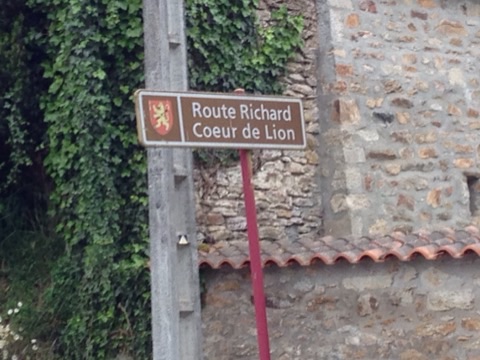 Route Richard
Coeur de Lion